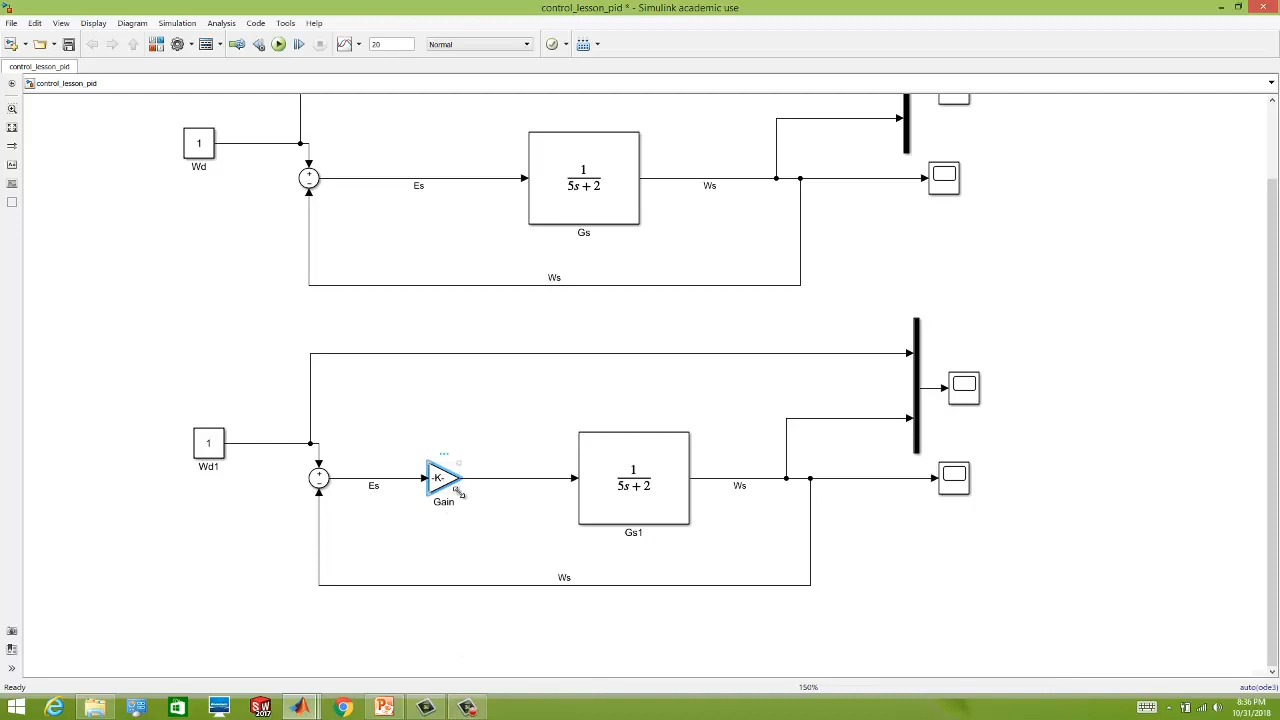 control_lesson_pid * - Simulink academic use
File Edit View Display Diagram Simulation Analysis Code Tools Help
20 Normal
control_lesson_pid
control_lesson_pid
1
Wd
+
−
Es
1
5s + 2
Gs
Ws
Ws
1
Wd1
+
−
Es
-K-
Gain
1
5s + 2
Gs1
Ws
Ws
Ready 150% auto(ode3)
SW
2017
8:36 PM
10/31/2018